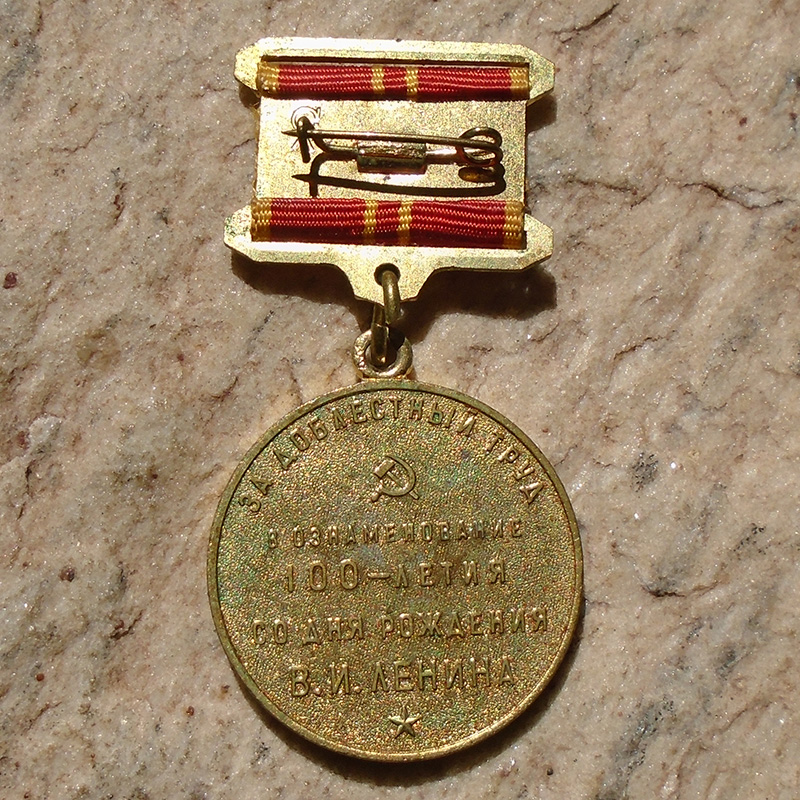 ЗА ДОБЛЕСТНЫЙ ТРУД
В ОЗНАМЕНОВАНИЕ
100-ЛЕТИЯ
СО ДНЯ РОЖДЕНИЯ
В.И. ЛЕНИНА